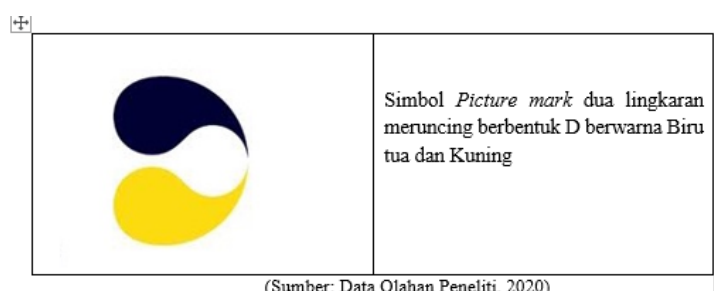 Simbol Picture mark dua lingkaran
meruncing berbentuk D berwarna Biru
tua dan Kuning
(Sumber: Data Olahan Peneliti, 2020)